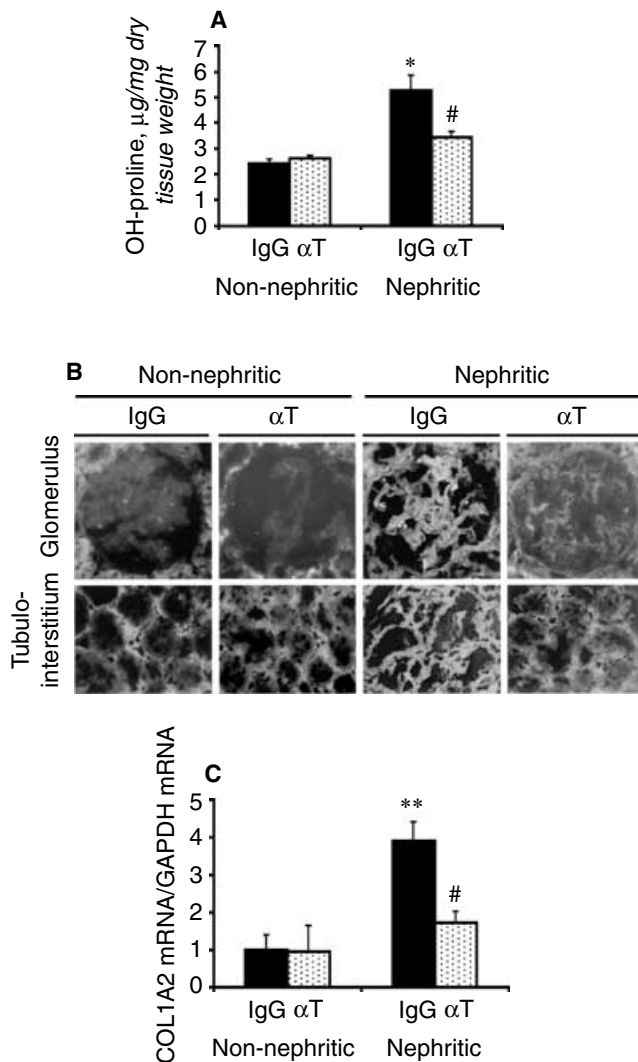 A
OH-proline, μg/mg dry
tissue weight
7
6
5
4
3
2
1
0
*
#
IgG αT IgG αT
Non-nephritic Nephritic
B
Non-nephritic Nephritic
IgG αT IgG αT
Glomerulus
Tubulo-
interstitium
C
COL1A2 mRNA/GAPDH mRNA
5
4
3
2
1
0
**
#
IgG αT IgG αT
Non-nephritic Nephritic